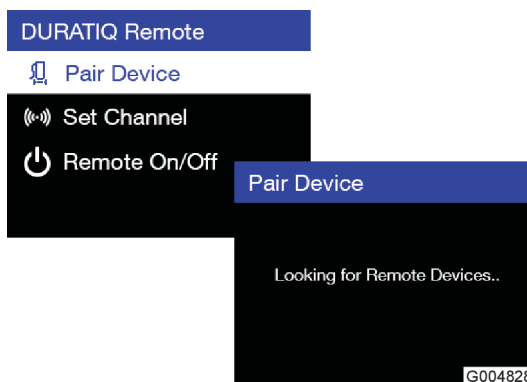 DURATIQ Remote
Pair Device
Set Channel
Remote On/Off
Pair Device
Looking for Remote Devices..
G004828